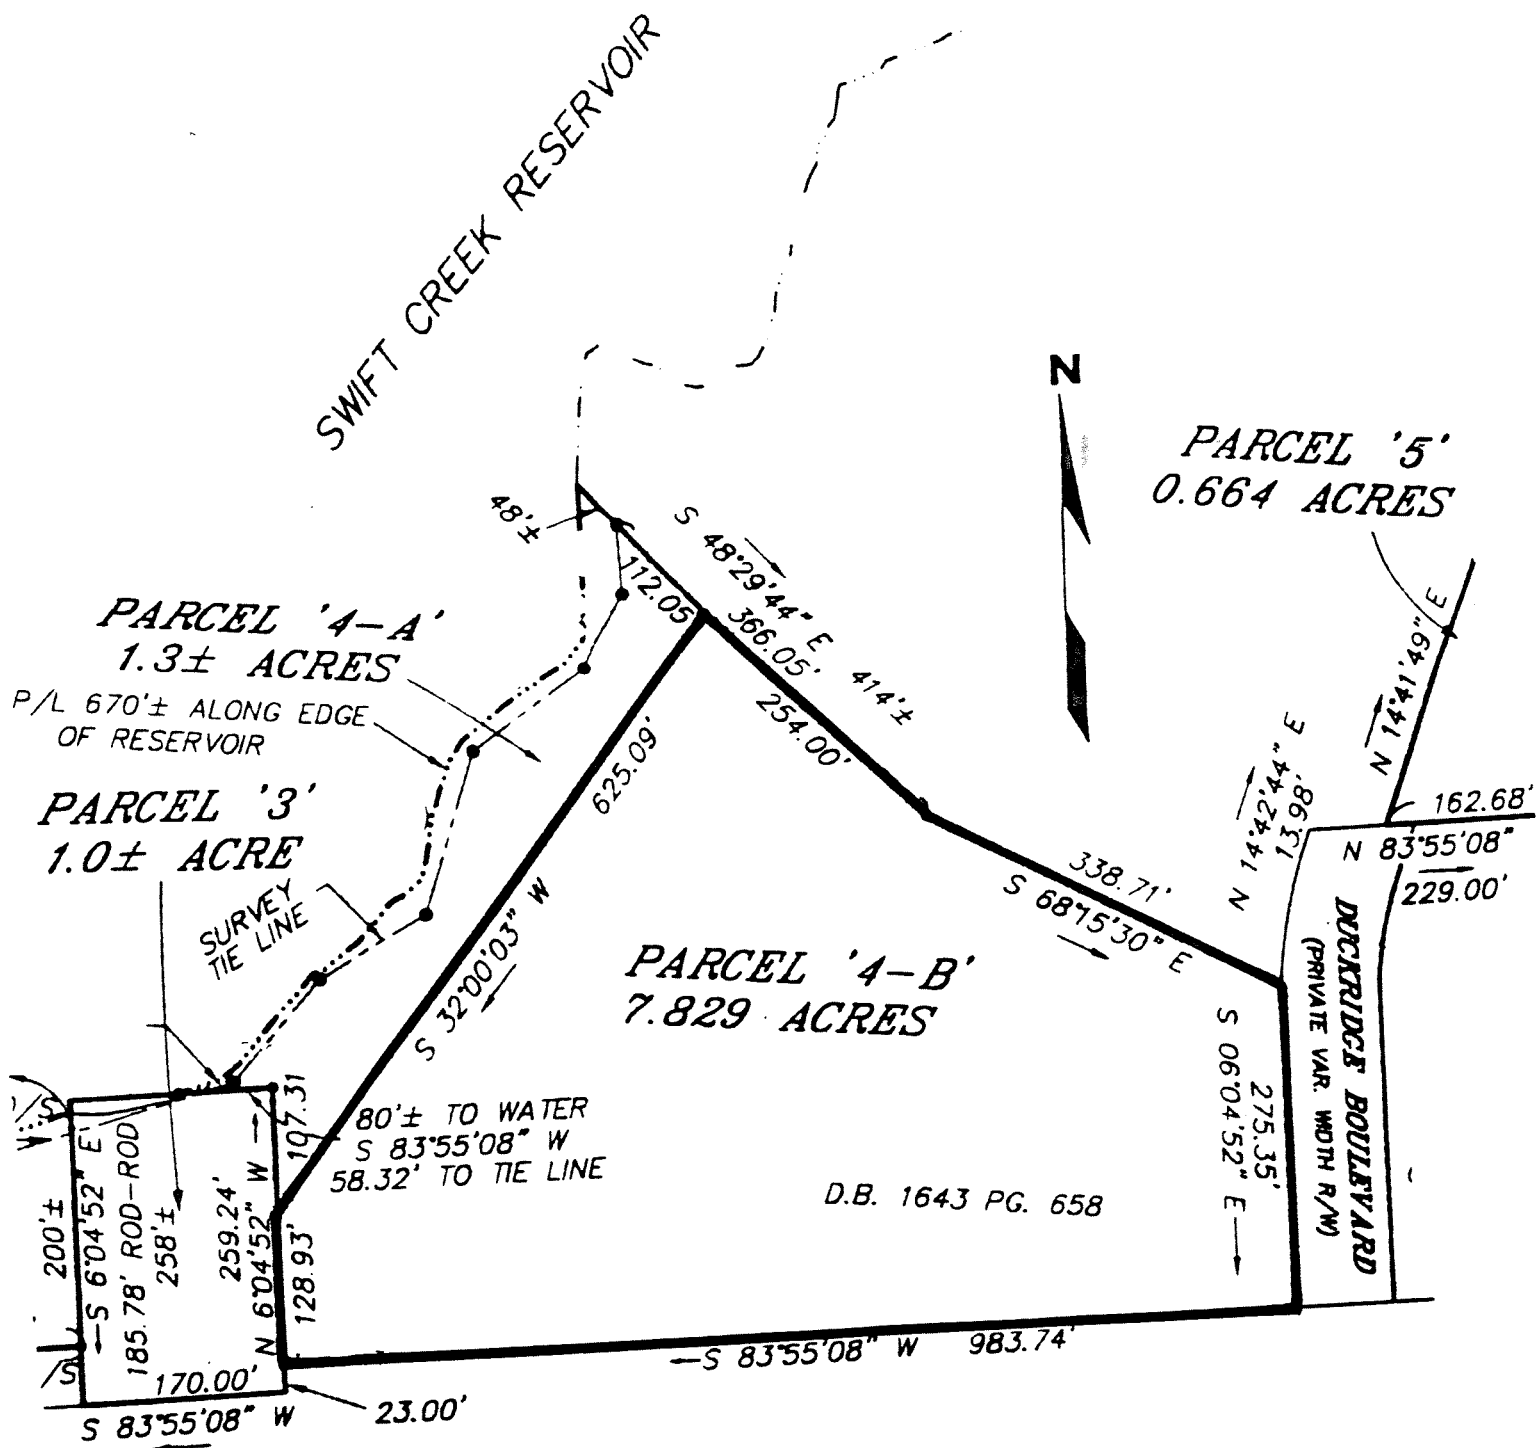 SWIFT CREEK RESERVOIR
N
PARCEL '5'
0.664 ACRES
48'±
S 48°29'44" E
366.05'
414'±
112.05
254.00'
PARCEL '4-A'
1.3± ACRES
P/L 670'± ALONG EDGE
OF RESERVOIR
PARCEL '3'
1.0± ACRE
SURVEY
TIE LINE
625.09'
S 32°00'03" W
N 14°41'49" E
N 14°42'44" E
13.98'
162.68'
N 83°55'08"
229.00'
338.71'
S 68°15'30" E
PARCEL '4-B'
7.829 ACRES
DUCKRIDGE BOULEVARD
(PRIVATE VAR. WIDTH R/W)
S 06°04'52" E
275.35'
107.31
80'± TO WATER
S 83°55'08" W
58.32' TO TIE LINE
D.B. 1643 PG. 658
200'±
S 6°04'52" E
185.78' ROD-ROD
258'±
259.24'
N 6°04'52" W
128.93'
S 83°55'08" W 983.74'
/S
170.00'
23.00'
S 83°55'08" W